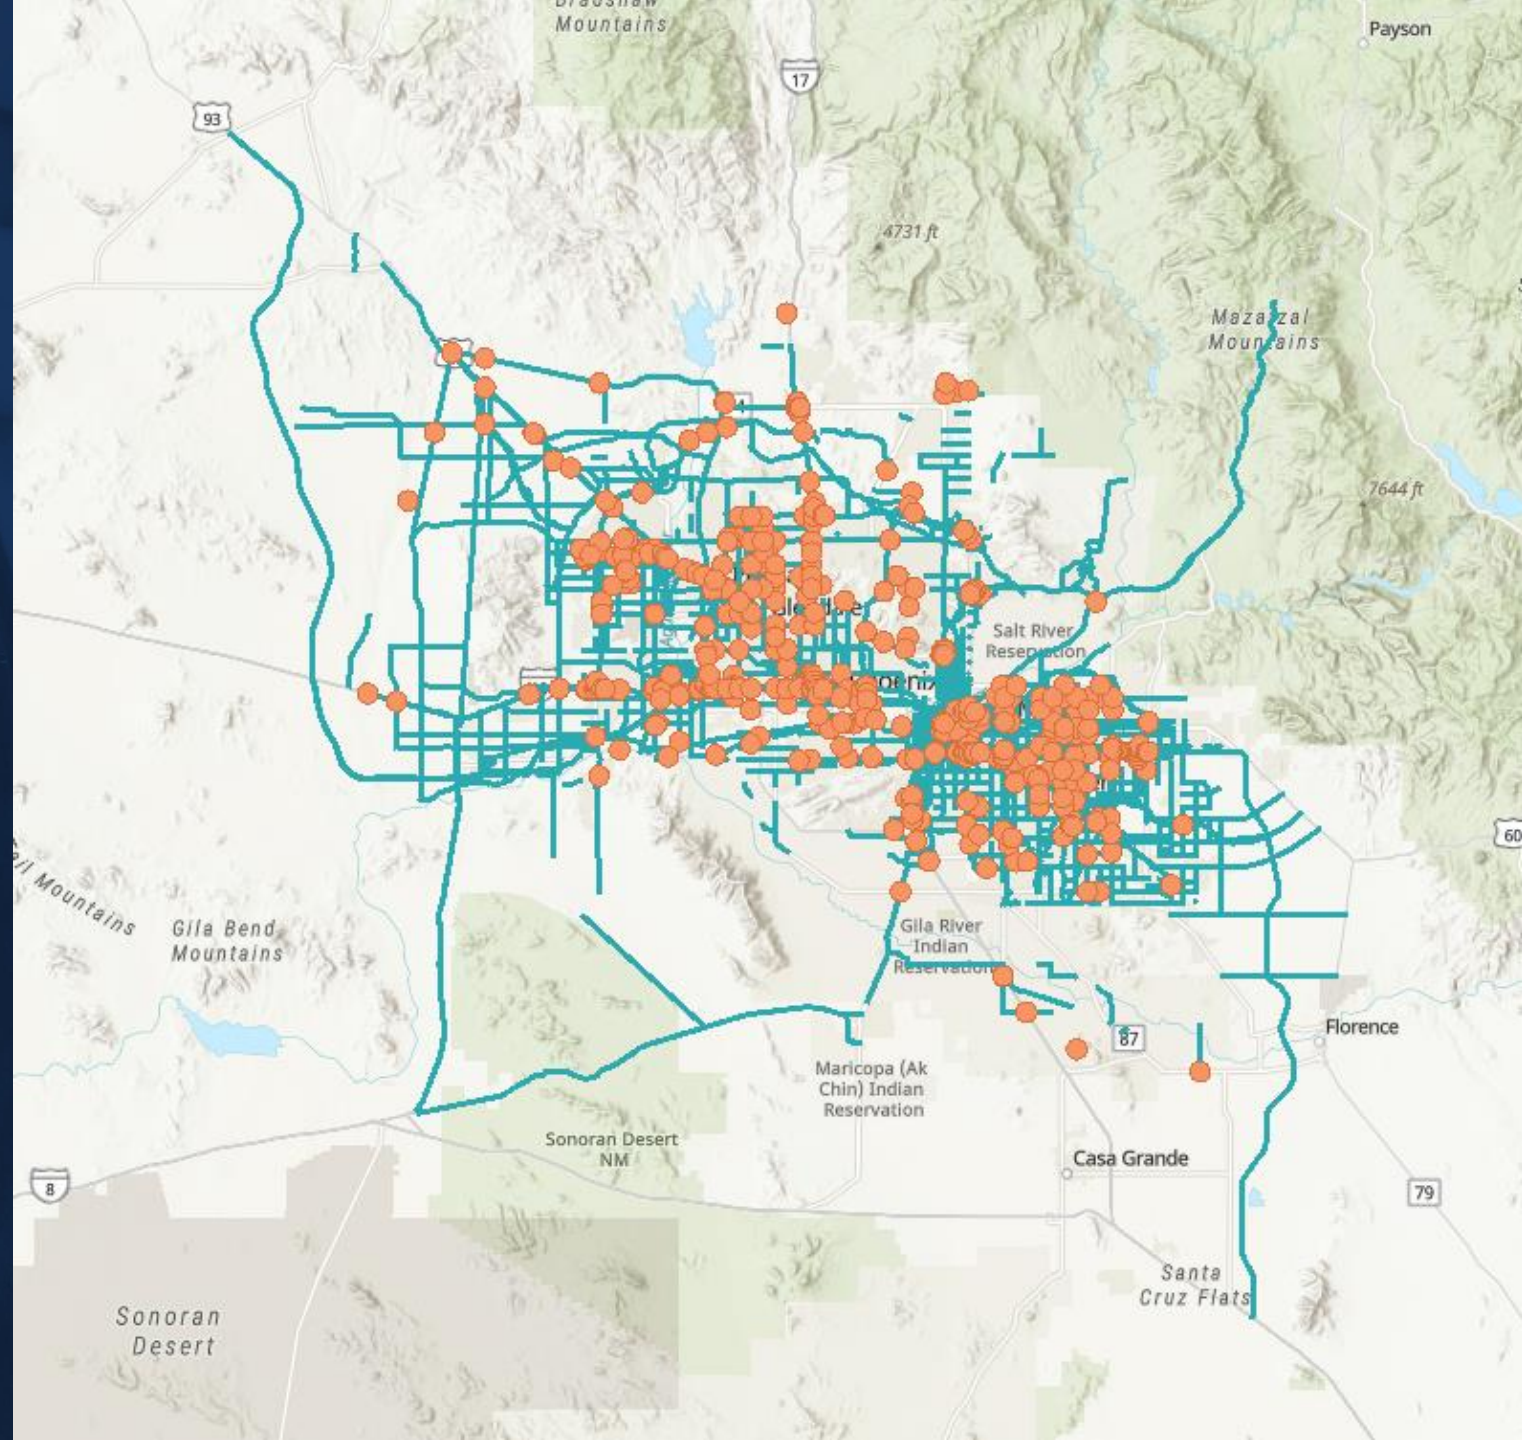 Mountains
Payson
17
93
4731 ft
Mazatzal
Mountains
7644 ft
Salt River
Reservation
60
Gila Bend
Mountains
Mountains
Gila River
Indian
Reservation
Florence
87
Maricopa (Ak
Chin) Indian
Reservation
Sonoran Desert
NM
Casa Grande
8
79
Santa
Cruz Flats
Sonoran
Desert